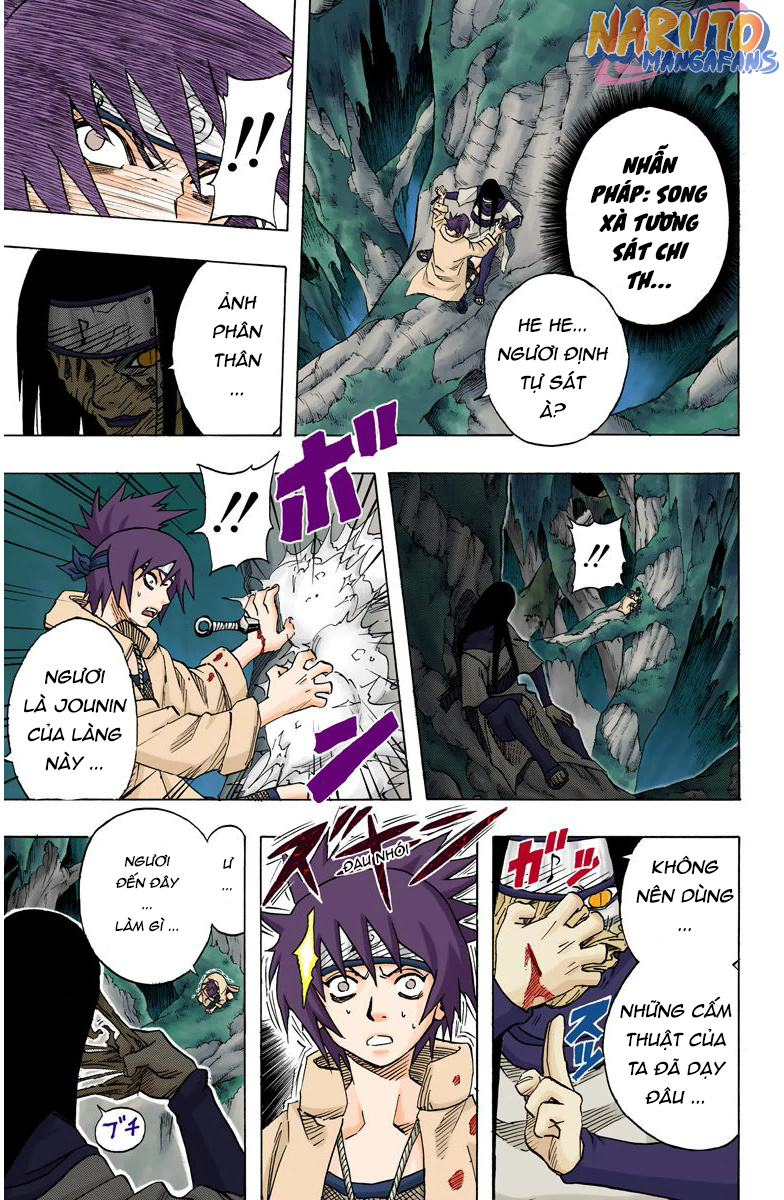 NARUTO
MANGAFANS
NHẪN
PHÁP: SONG
XÀ TƯƠNG
SÁT CHI
TH...
HE HE...
NGƯƠI ĐỊNH
TỰ SÁT
À?
!!
ẢNH
PHÂN
THÂN
...
!!
ボンッ
!!
NGƯƠI
LÀ JOUNIN
CỦA LÀNG
NÀY ...
KHÔNG
NÊN DÙNG
...
ガッ
NHỮNG CẤM
THUẬT CỦA
TA ĐÃ DẠY
ĐÂU ...
スッ
ズキン
ĐAU NHÓI
Ư
...
NGƯƠI
ĐẾN ĐÂY
...
LÀM GÌ ...
ブチ